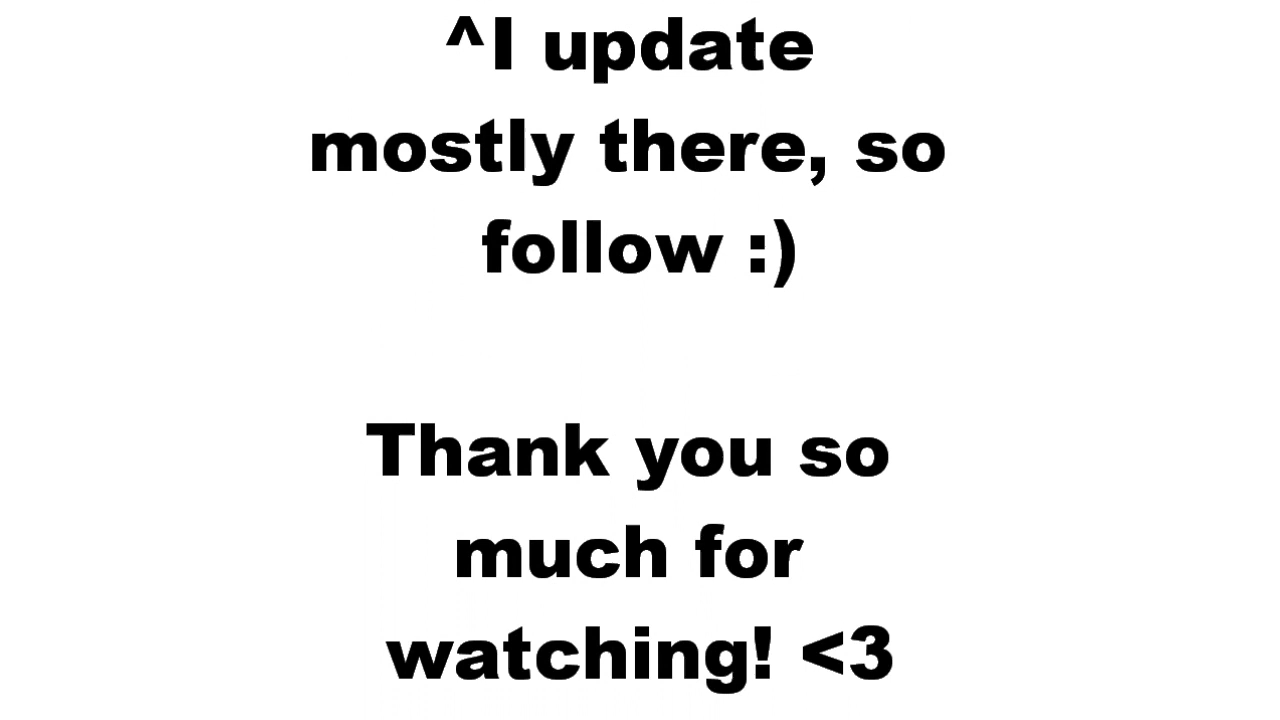 ^I update
mostly there, so
follow :)
Thank you so
much for
watching! <3